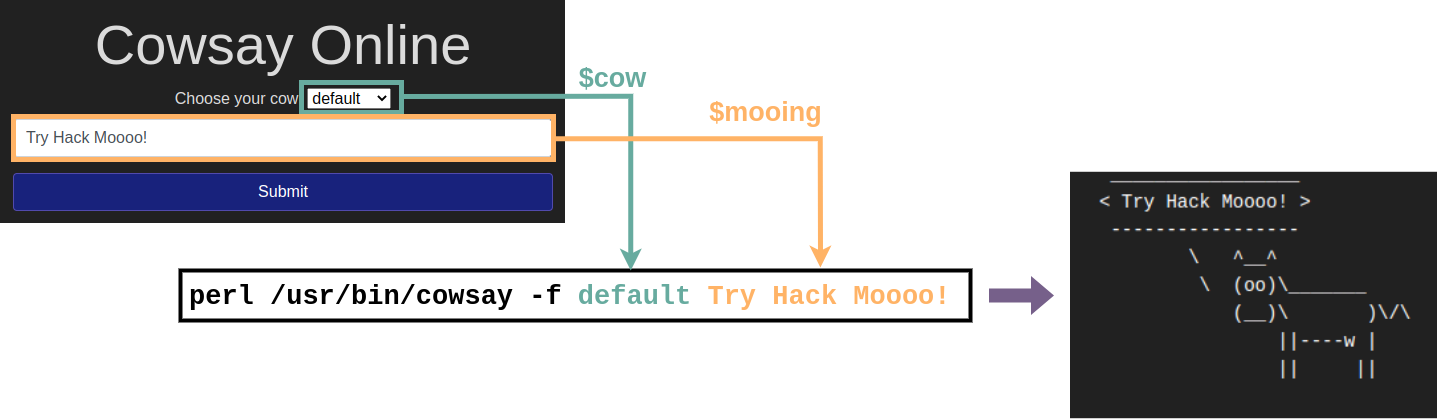 Cowsay Online
Choose your cow default
Try Hack Moooo!
Submit
$cow
$mooing
perl /usr/bin/cowsay -f default Try Hack Moooo!
 _________________
< Try Hack Moooo! >
 -----------------
        \   ^__^
         \  (oo)\_______
            (__)\       )\/\
                ||----w |
                ||     ||